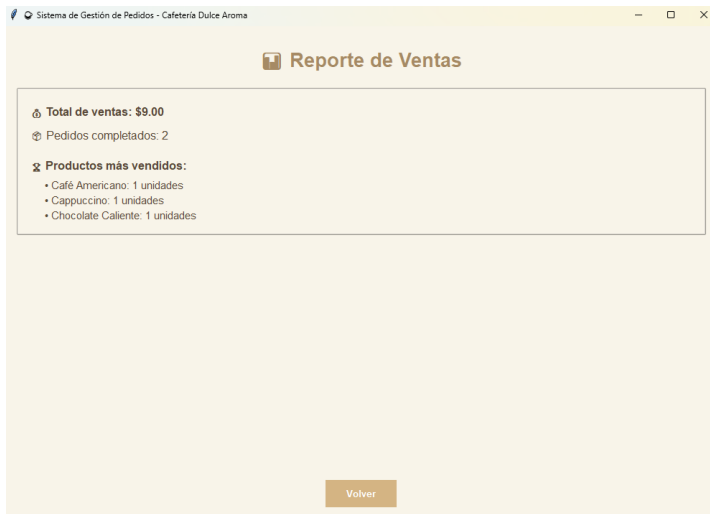 Sistema de Gestión de Pedidos - Cafetería Dulce Aroma
Reporte de Ventas
Total de ventas: $9.00
Pedidos completados: 2
Productos más vendidos:
• Café Americano: 1 unidades
• Cappuccino: 1 unidades
• Chocolate Caliente: 1 unidades
Volver